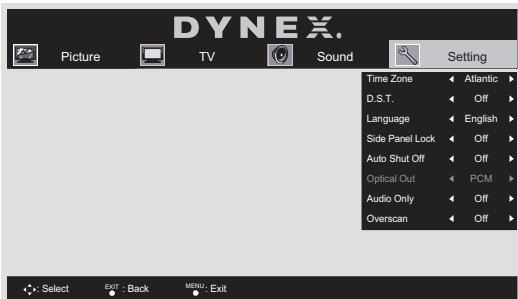 DYNEX.
Picture TV Sound Setting
Time Zone Atlantic
D.S.T. Off
Language English
Side Panel Lock Off
Auto Shut Off Off
Optical Out PCM
Audio Only Off
Overscan Off
: Select EXIT : Back MENU : Exit